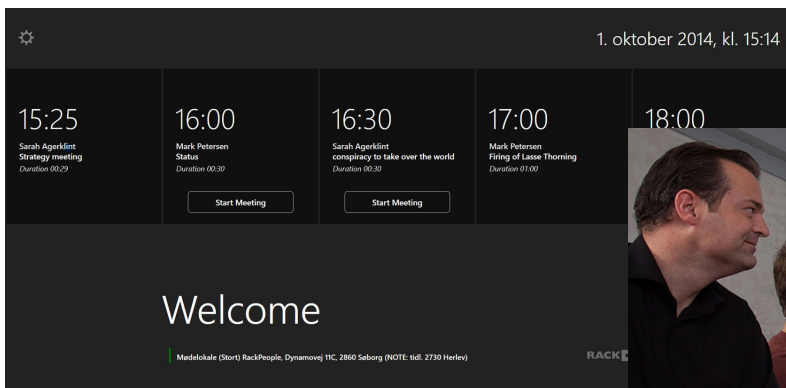 1. oktober 2014, kl. 15:14
15:25
Sarah Agerklint
Strategy meeting
Duration 00:29
16:00
Mark Petersen
Status
Duration 00:30
Start Meeting
16:30
Sarah Agerklint
conspiracy to take over the world
Duration 00:30
Start Meeting
17:00
Mark Petersen
Firing of Lasse Thorning
Duration 01:00
18:00
Welcome
Mødelokale (Stort) RackPeople, Dynamovej 11C, 2860 Søborg (NOTE: tidl. 2730 Herlev)
RACK